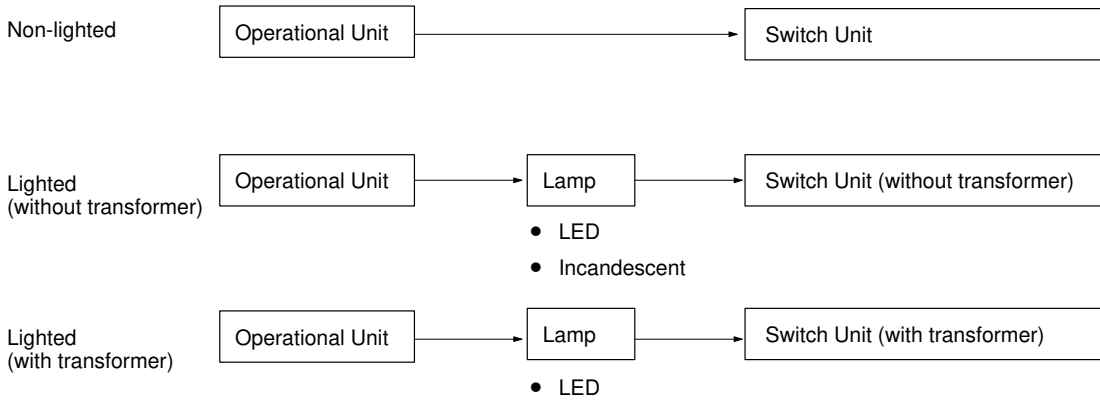 Non-lighted
Operational Unit
Switch Unit
Lighted
(without transformer)
Operational Unit
Lamp
Switch Unit (without transformer)
● LED
● Incandescent
Lighted
(with transformer)
Operational Unit
Lamp
Switch Unit (with transformer)
● LED